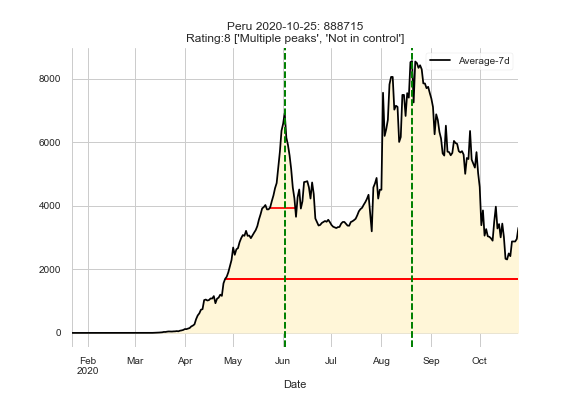 Peru 2020-10-25: 888715
Rating:8 ['Multiple peaks', 'Not in control']
Average-7d
8000
6000
4000
2000
0
Feb Mar Apr May Jun Jul Aug Sep Oct
2020
Date